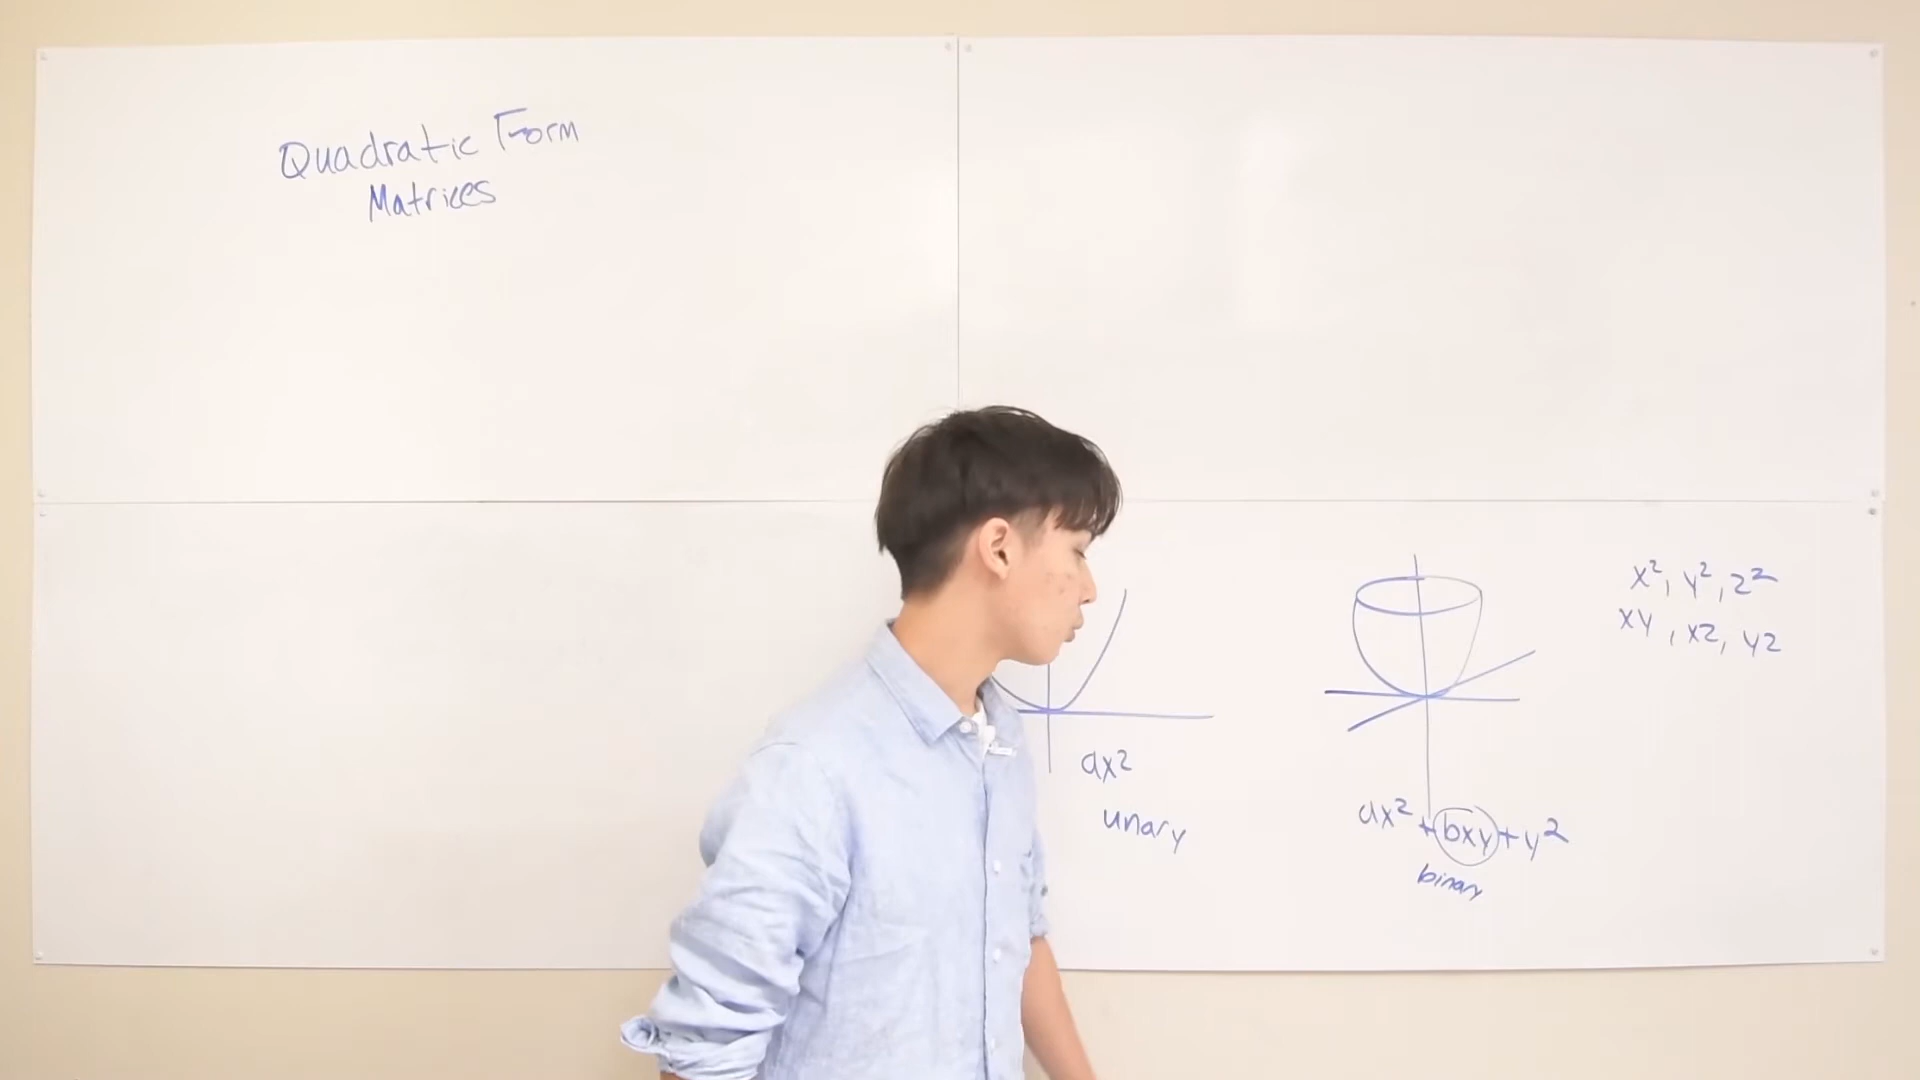 Quadratic Form
Matrices
ax²
unary
ax² + bxy + y²
binary
x², y², z²
xy, xz, yz